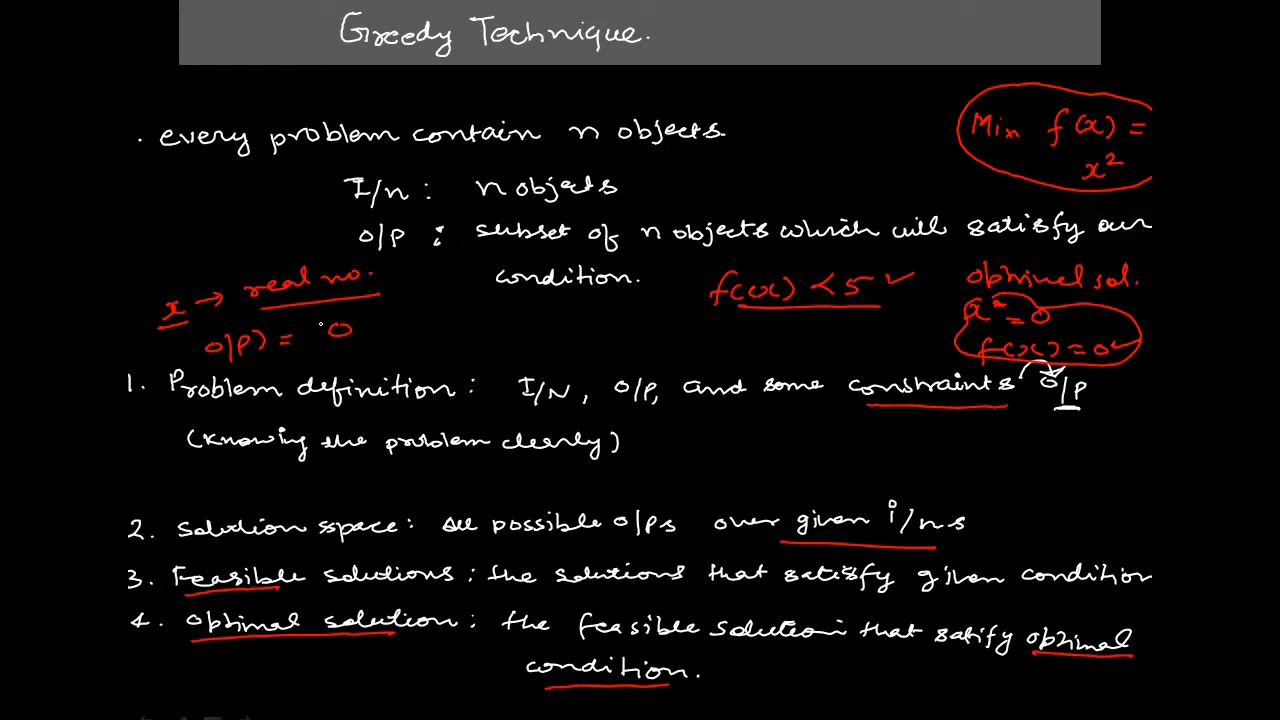 Greedy Technique.
. every problem contain n objects.
Min f(x) =
x²
I/n : n objects
O/P : subset of n objects which will satisfy our
condition.
x → real no.
f(x) < 5 ✓
optimal sol.
O/P) = 0
x² = 0
f(x) = 0 ✓
1. Problem definition : I/N, O/P, and some constraints O/P
(Knowing the problem clearly)
2. Solution space : all possible O/Ps over given i/ns
3. Feasible solutions : the solutions that satisfy given condition
4. optimal solution : the feasible solution that satisfy optimal
condition.